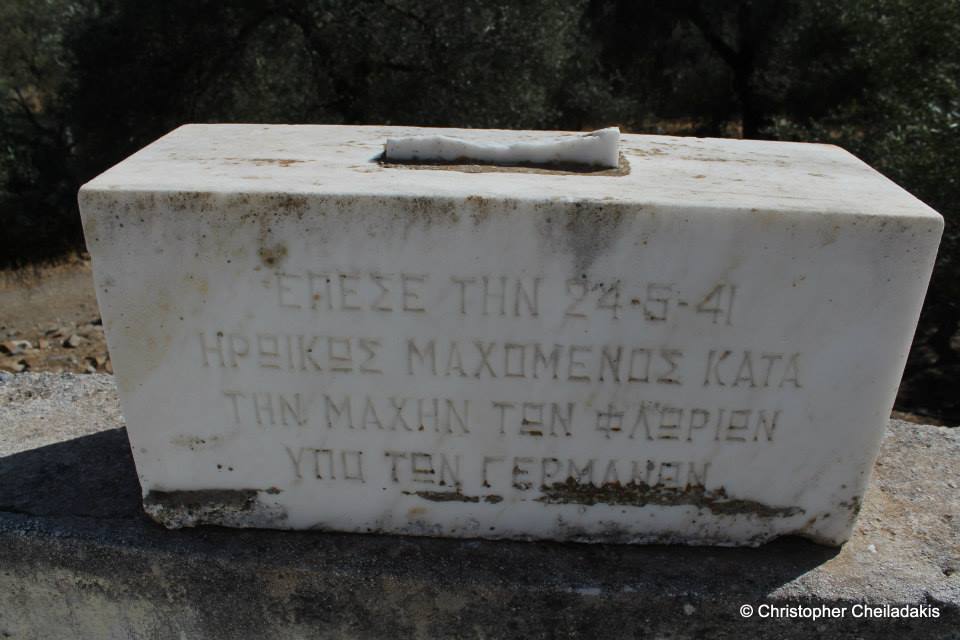 ΕΠΕΣΕ ΤΗΝ 24-5-41
ΗΡΩΙΚΩΣ ΜΑΧΟΜΕΝΟΣ ΚΑΤΑ
ΤΗΝ ΜΑΧΗΝ ΤΩΝ ΦΛΩΡΙΩΝ
ΥΠΟ ΤΩΝ ΓΕΡΜΑΝΩΝ
© Christopher Cheiladakis